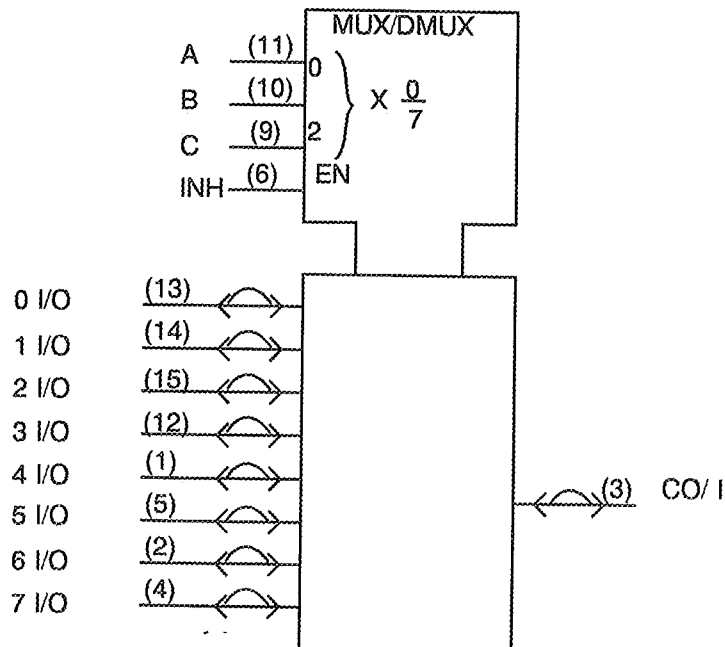 MUX/DMUX
A (11) 0
B (10) X 0/7
C (9) 2
INH (6) EN
0 I/O (13)
1 I/O (14)
2 I/O (15)
3 I/O (12)
4 I/O (1)
(3) CO/ I
5 I/O (5)
6 I/O (2)
7 I/O (4)